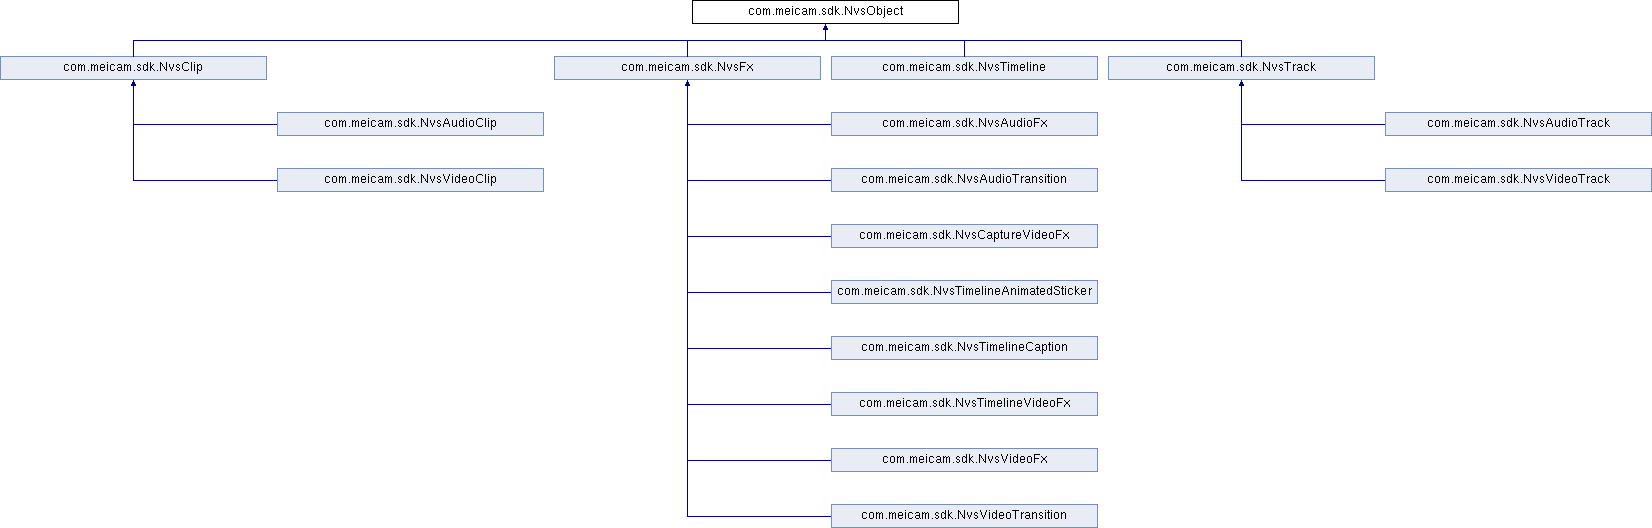 com.meicam.sdk.NvsObject
com.meicam.sdk.NvsClip
com.meicam.sdk.NvsFx
com.meicam.sdk.NvsTimeline
com.meicam.sdk.NvsTrack
com.meicam.sdk.NvsAudioClip
com.meicam.sdk.NvsAudioFx
com.meicam.sdk.NvsAudioTrack
com.meicam.sdk.NvsVideoClip
com.meicam.sdk.NvsAudioTransition
com.meicam.sdk.NvsVideoTrack
com.meicam.sdk.NvsCaptureVideoFx
com.meicam.sdk.NvsTimelineAnimatedSticker
com.meicam.sdk.NvsTimelineCaption
com.meicam.sdk.NvsTimelineVideoFx
com.meicam.sdk.NvsVideoFx
com.meicam.sdk.NvsVideoTransition